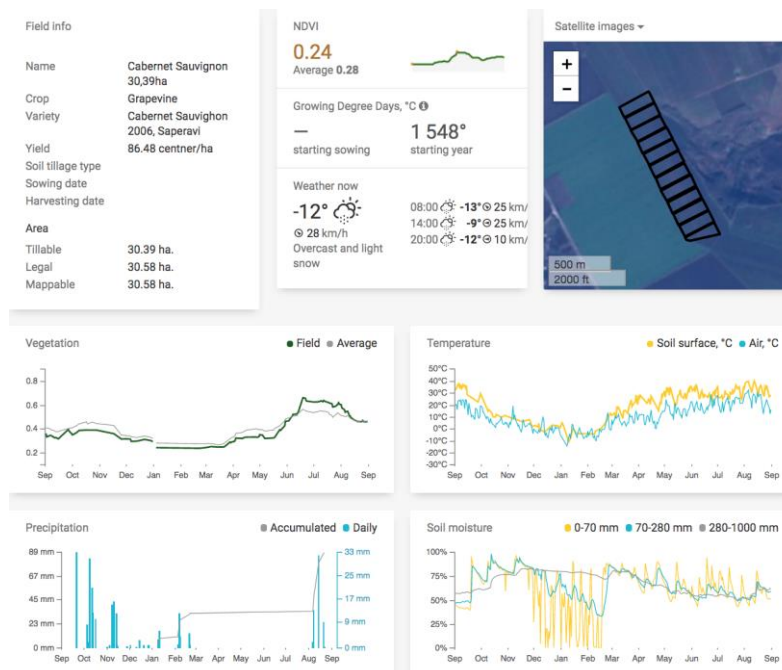 Field info
Name Cabernet Sauvignon
30,39ha
Crop Grapevine
Variety Cabernet Sauvighon
2006, Saperavi
Yield 86.48 centner/ha
Soil tillage type
Sowing date
Harvesting date
Area
Tillable 30.39 ha.
Legal 30.58 ha.
Mappable 30.58 ha.
NDVI
0.24
Average 0.28
Growing Degree Days, °C
— 1 548°
starting sowing starting year
Weather now
-12°
28 km/h
Overcast and light
snow
08:00 -13° 25 km/
14:00 -9° 25 km/
20:00 -12° 10 km/
Satellite images
+
−
500 m
2000 ft
Vegetation Field Average
0.8
0.6
0.4
0.2
Sep Oct Nov Dec Jan Feb Mar Apr May Jun Jul Aug Sep
Temperature Soil surface, °C Air, °C
50°C
40°C
30°C
20°C
10°C
0°C
-10°C
-20°C
-30°C
Sep Oct Nov Dec Jan Feb Mar Apr May Jun Jul Aug Sep
Precipitation Accumulated Daily
89 mm 33 mm
67 mm 25 mm
45 mm 17 mm
23 mm 9 mm
0 mm 0 mm
Sep Oct Nov Dec Jan Feb Mar Apr May Jun Jul Aug Sep
Soil moisture 0-70 mm 70-280 mm 280-1000 mm
100%
75%
50%
25%
0%
Sep Oct Nov Dec Jan Feb Mar Apr May Jun Jul Aug Sep